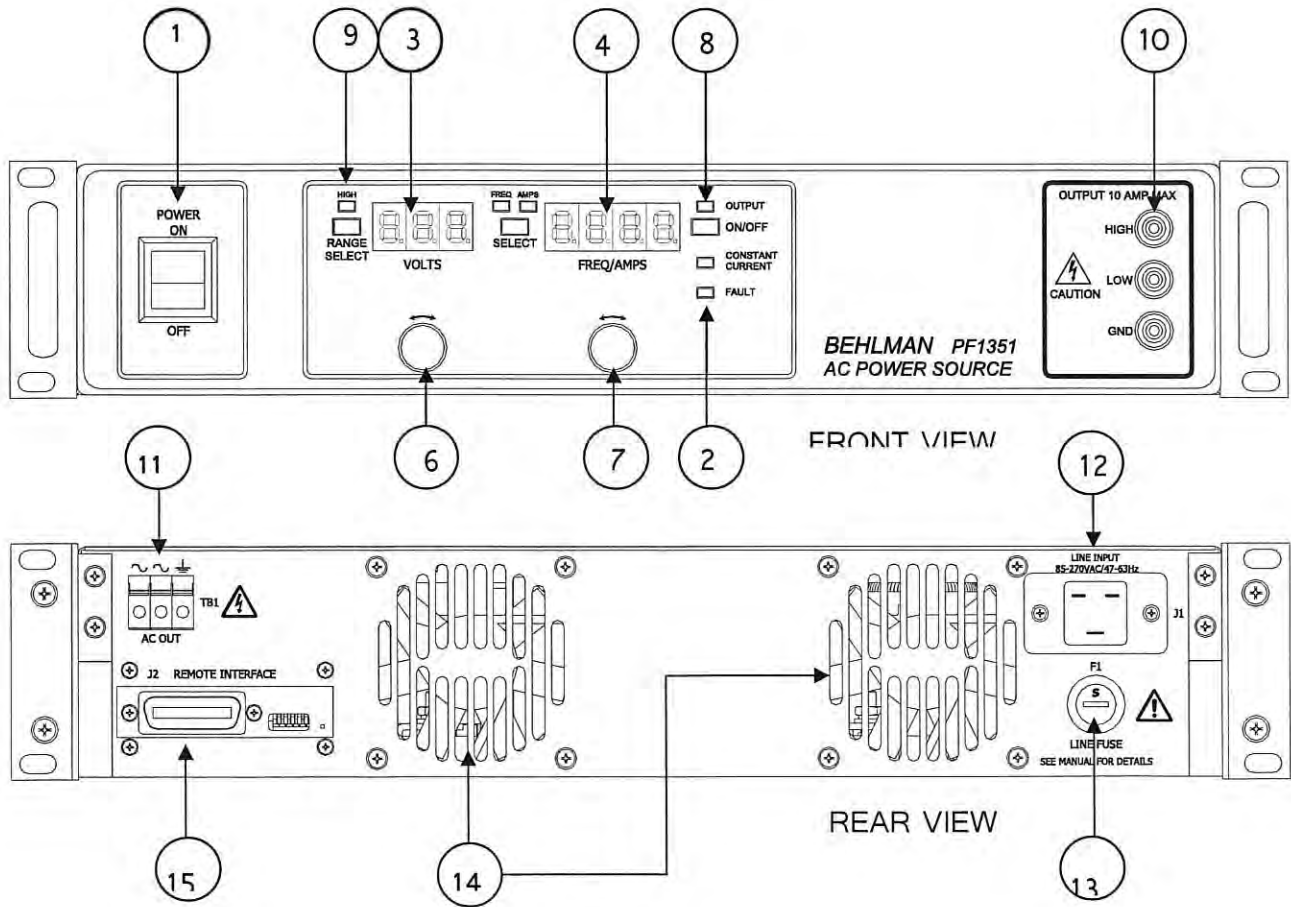 1
9
3
4
8
10
POWER
ON
OFF
HIGH
RANGE
SELECT
VOLTS
FREQ AMPS
SELECT
FREQ/AMPS
OUTPUT
ON/OFF
CONSTANT
CURRENT
FAULT
BEHLMAN PF1351
AC POWER SOURCE
OUTPUT 10 AMP MAX
HIGH
LOW
CAUTION
GND
6
7
2
FRONT VIEW
11
12
TB1
AC OUT
J2 REMOTE INTERFACE
LINE INPUT
85-270VAC/47-63Hz
J1
F1
S
LINE FUSE
SEE MANUAL FOR DETAILS
REAR VIEW
15
14
13